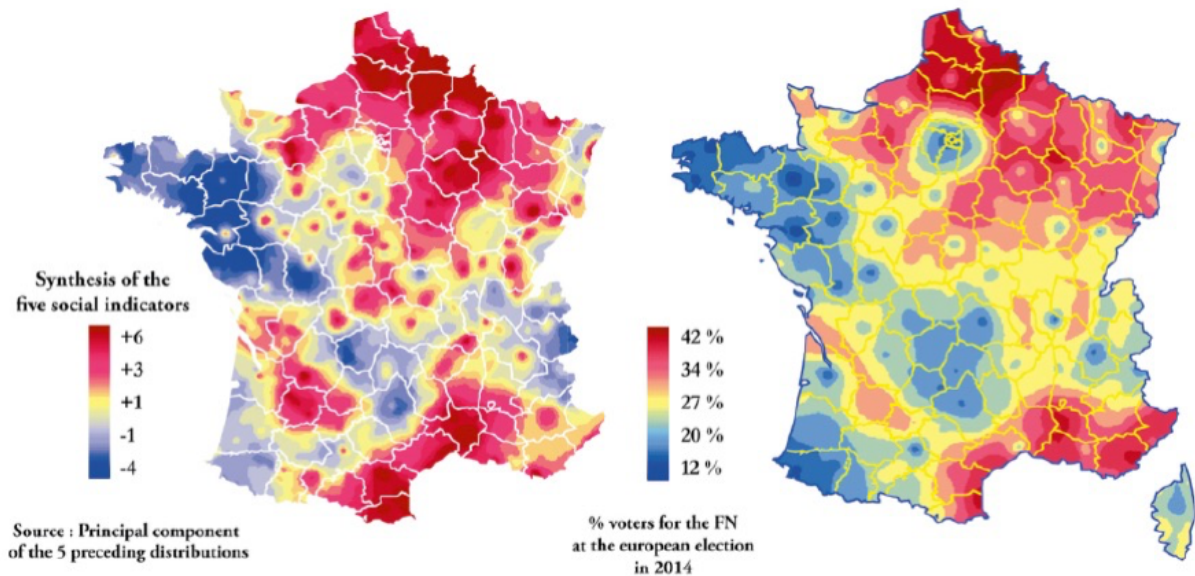 Synthesis of the
five social indicators
+6
+3
+1
-1
-4
Source : Principal component
of the 5 preceding distributions
42 %
34 %
27 %
20 %
12 %
% voters for the FN
at the european election
in 2014